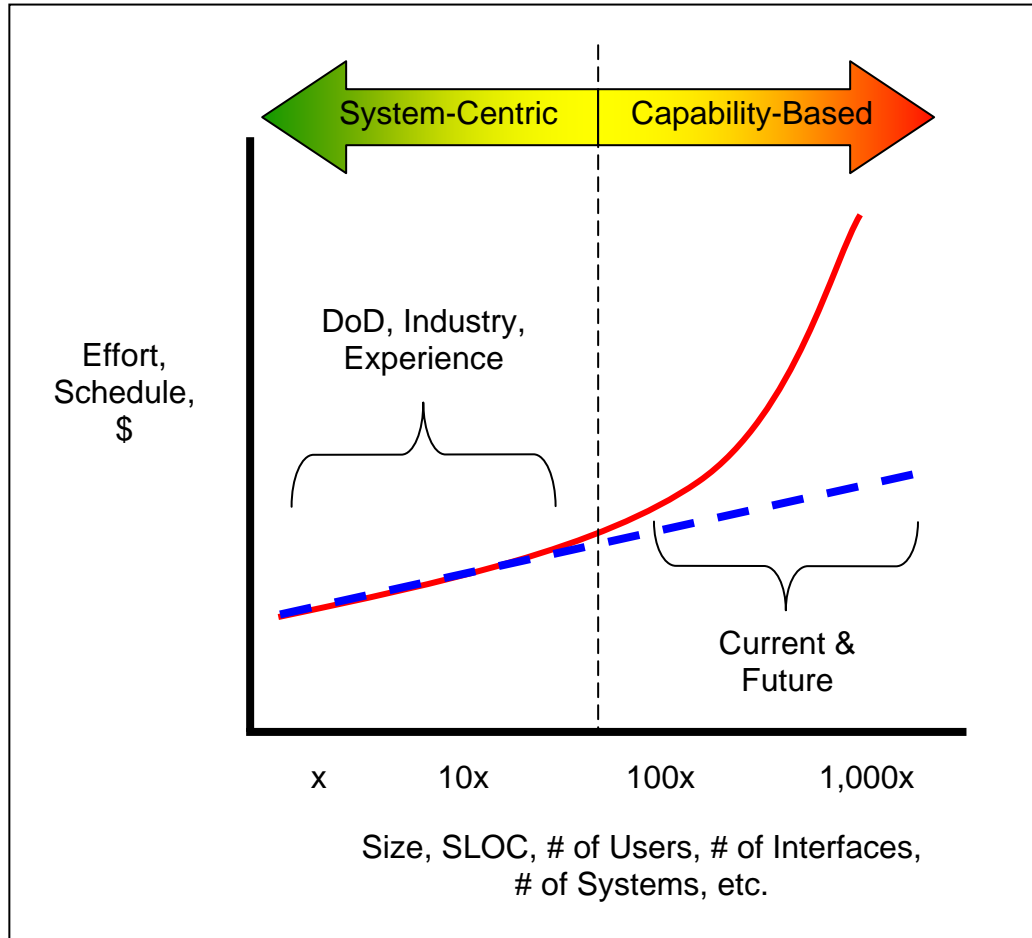 System-Centric
Capability-Based
DoD, Industry,
Experience
Effort,
Schedule,
$
Current &
Future
x
10x
100x
1,000x
Size, SLOC, # of Users, # of Interfaces,
# of Systems, etc.